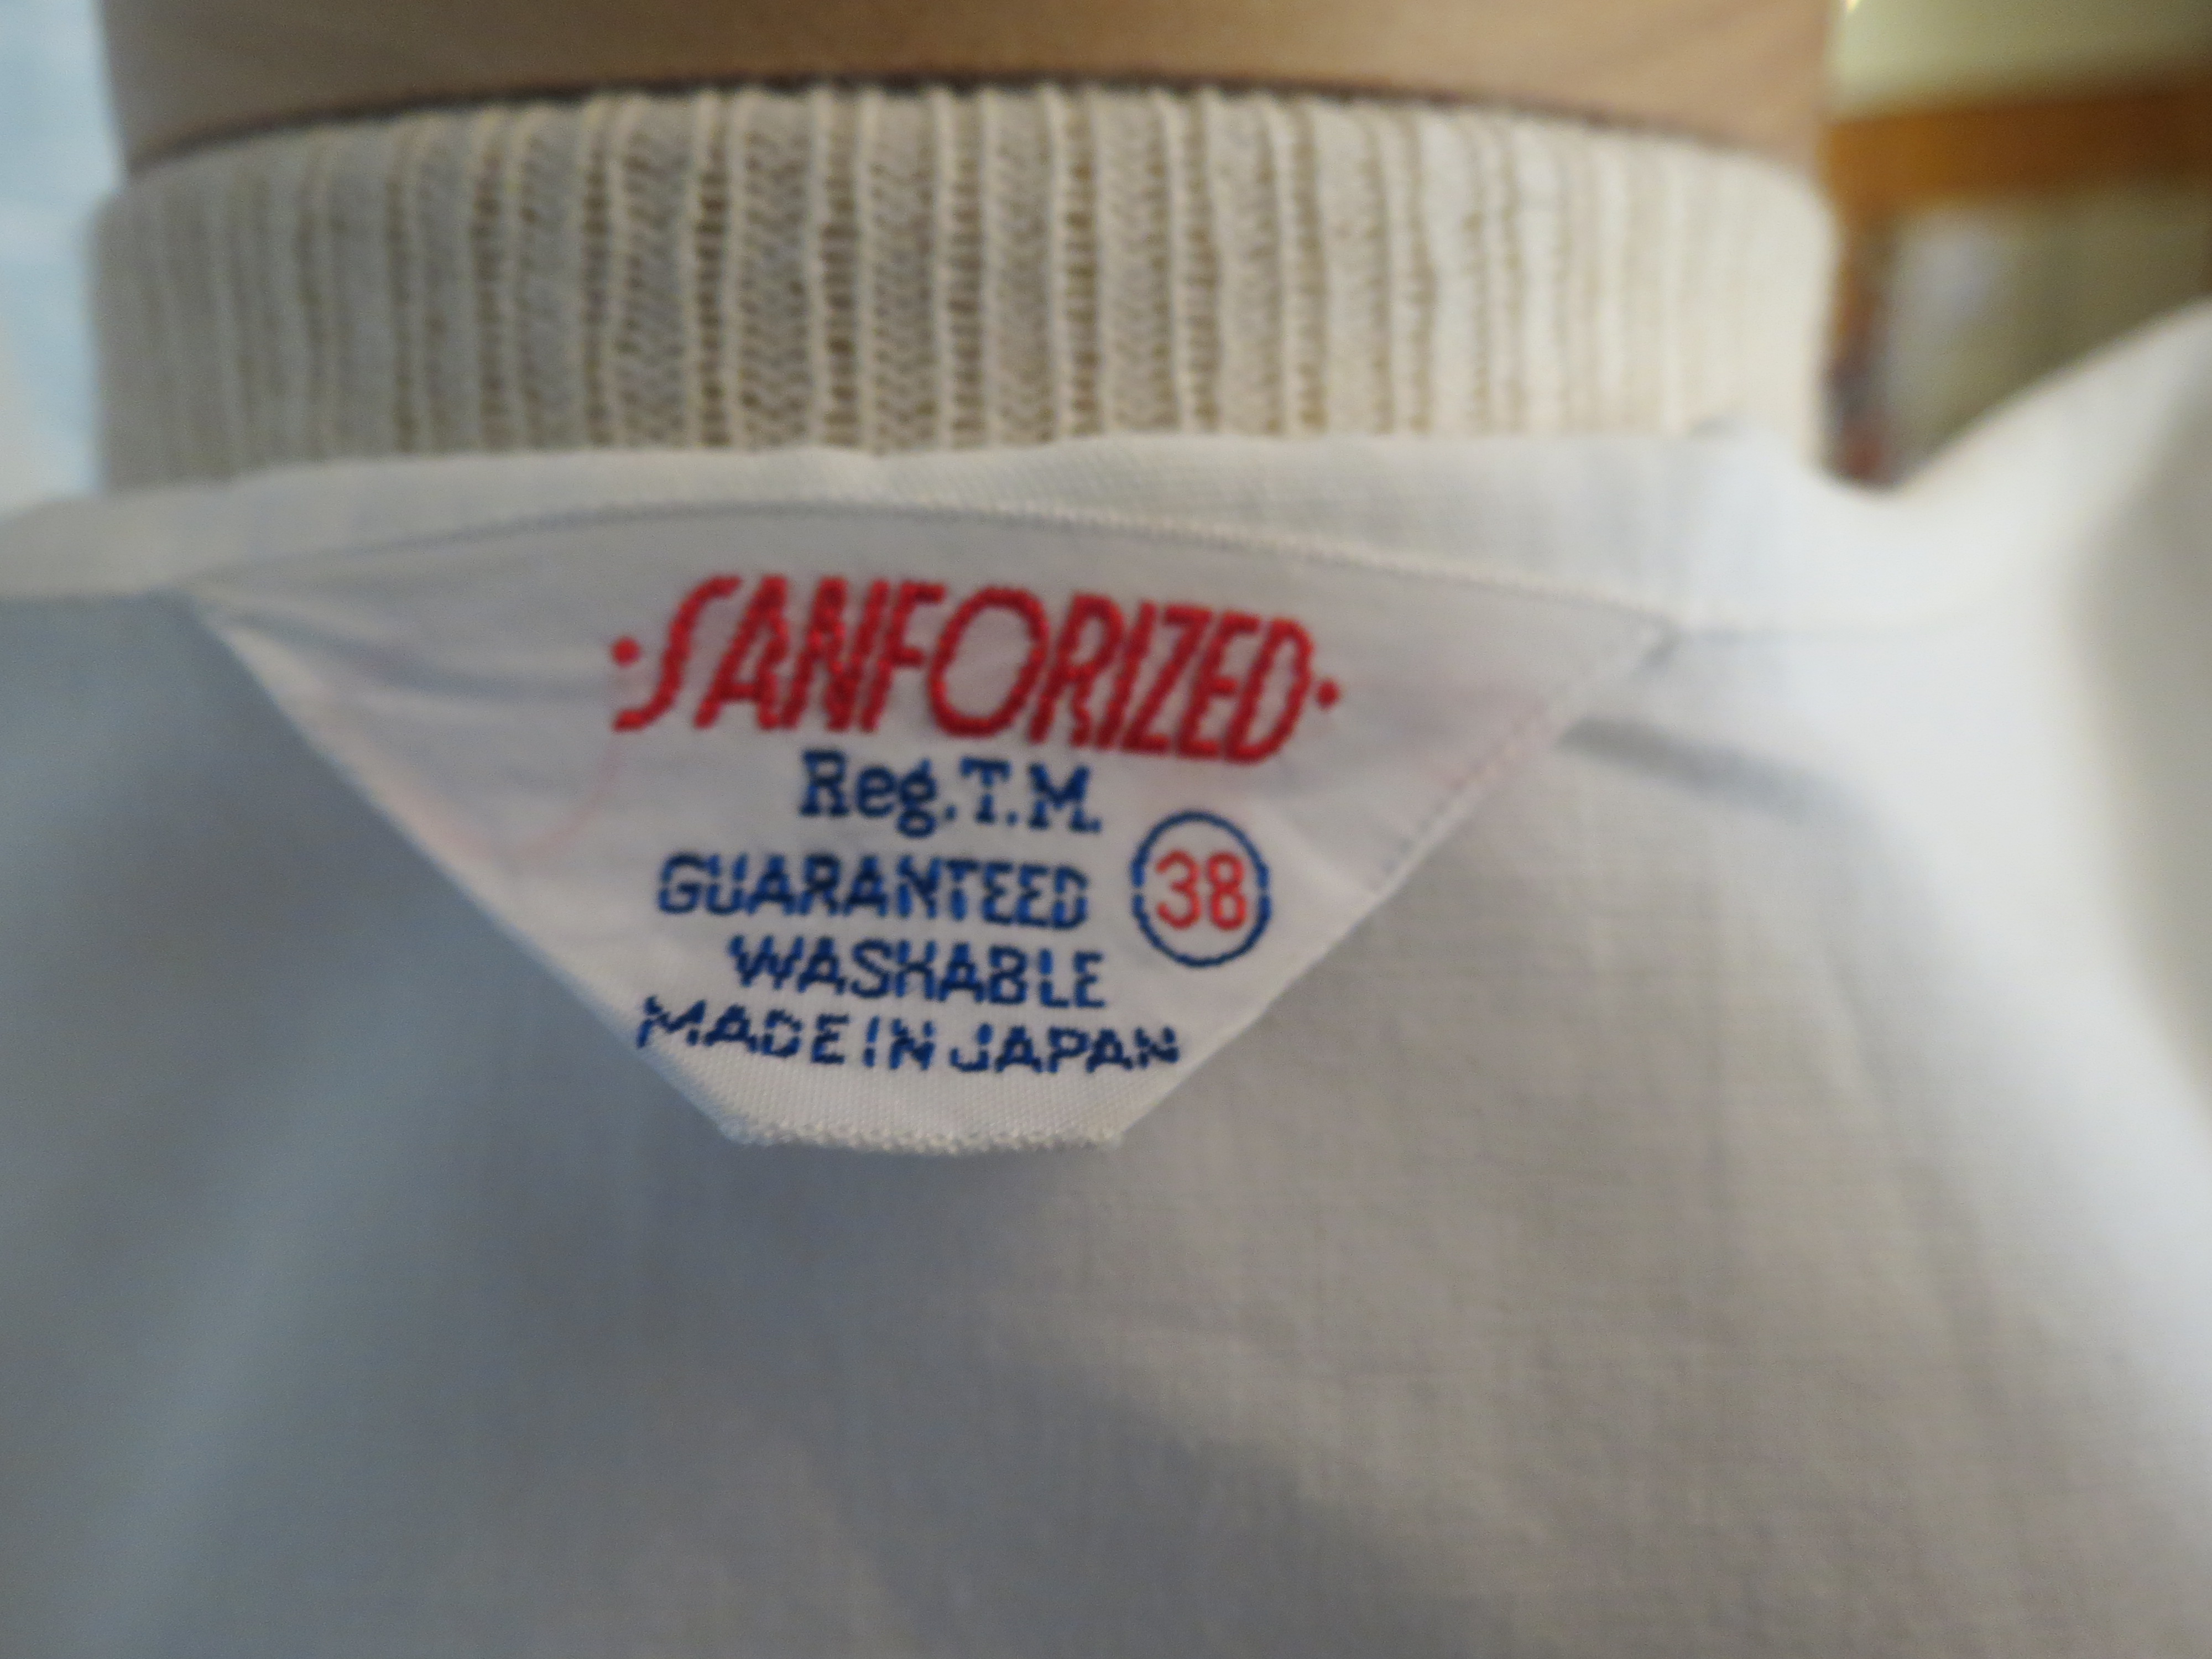 ·SANFORIZED·
Reg.T.M.
GUARANTEED
38
WASHABLE
MADE IN JAPAN